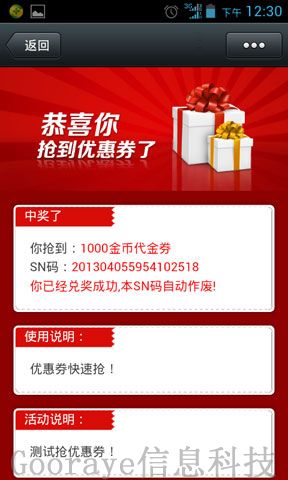 3G
下午 12:30
返回
恭喜你
抢到优惠券了
中奖了
你抢到：1000金币代金券
SN码：201304055954102518
你已经兑奖成功,本SN码自动作废!
使用说明：
优惠券快速抢！
活动说明：
测试抢优惠券！
Gooraye信息科技